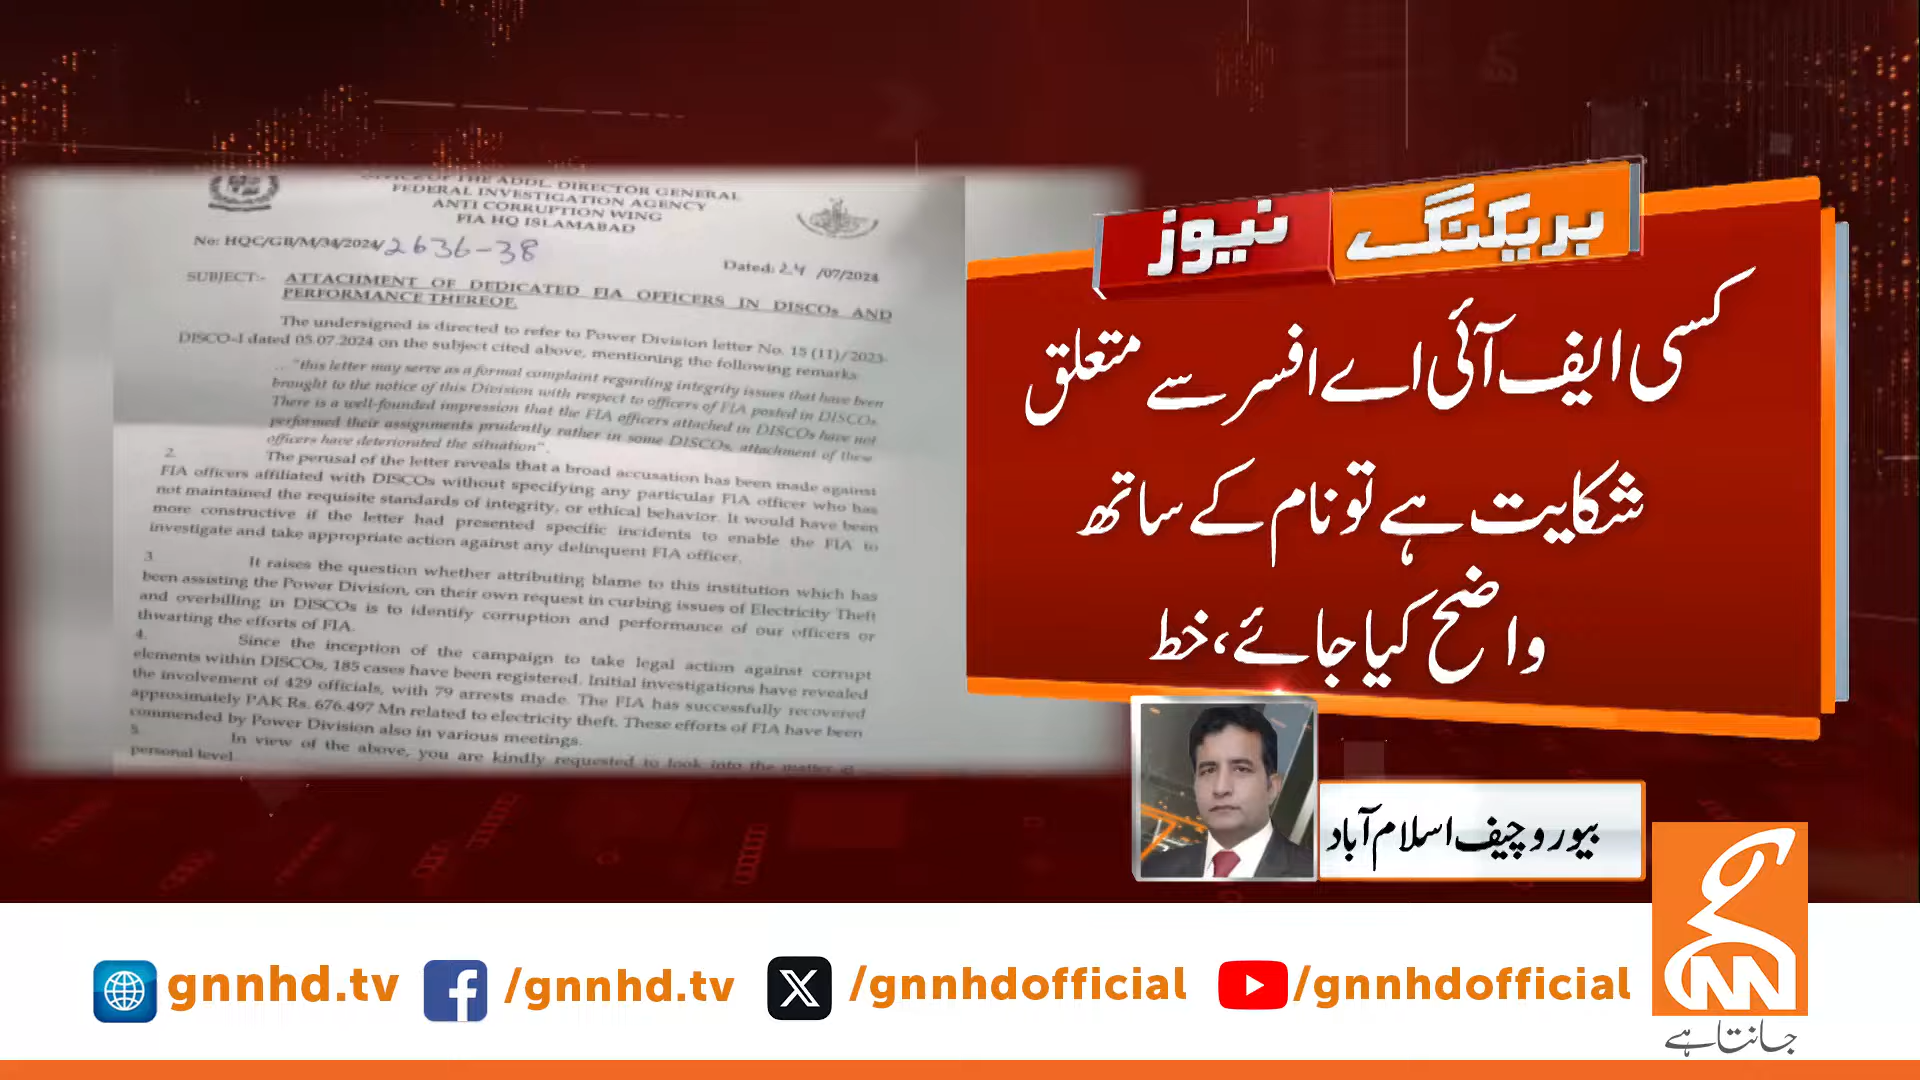 OFFICE OF THE ADDL. DIRECTOR GENERAL
FEDERAL INVESTIGATION AGENCY
ANTI CORRUPTION WING
FIA HQ ISLAMABAD
No: HQC/GB/M/34/2024/2636-38
Dated: 24 /07/2024
SUBJECT:- ATTACHMENT OF DEDICATED FIA OFFICERS IN DISCOs AND
PERFORMANCE THEREOF.
The undersigned is directed to refer to Power Division letter No. 15 (11)/2023-
DISCO-I dated 05.07.2024 on the subject cited above, mentioning the following remarks
… "this letter may serve as a formal complaint regarding integrity issues that have been
brought to the notice of this Division with respect to officers of FIA posted in DISCOs.
There is a well-founded impression that the FIA officers attached in DISCOs have not
performed their assignments prudently rather in some DISCOs, attachment of these
officers have deteriorated the situation".
2. The perusal of the letter reveals that a broad accusation has been made against
FIA officers affiliated with DISCOs without specifying any particular FIA officer who has
not maintained the requisite standards of integrity, or ethical behavior. It would have been
more constructive if the letter had presented specific incidents to enable the FIA to
investigate and take appropriate action against any delinquent FIA officer.
3. It raises the question whether attributing blame to this institution which has
been assisting the Power Division, on their own request in curbing issues of Electricity Theft
and overbilling in DISCOs is to identify corruption and performance of our officers or
thwarting the efforts of FIA.
4. Since the inception of the campaign to take legal action against corrupt
elements within DISCOs, 185 cases have been registered. Initial investigations have revealed
the involvement of 429 officials, with 79 arrests made. The FIA has successfully recovered
approximately PAK Rs. 676.497 Mn related to electricity theft. These efforts of FIA have been
commended by Power Division also in various meetings.
5. In view of the above, you are kindly requested to look into the matter at
personal level
بریکنگ نیوز
کسی ایف آئی اے افسر سے متعلق
شکایت ہے تو نام کے ساتھ
واضح کیا جائے، خط
بیورو چیف اسلام آباد
gnnhd.tv /gnnhd.tv /gnnhdofficial /gnnhdofficial
GNN
جانتا ہے